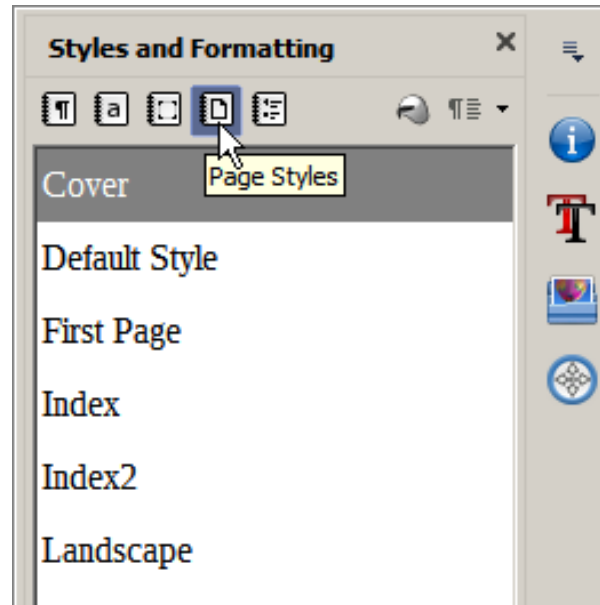 Styles and Formatting
Page Styles
Cover
Default Style
First Page
Index
Index2
Landscape